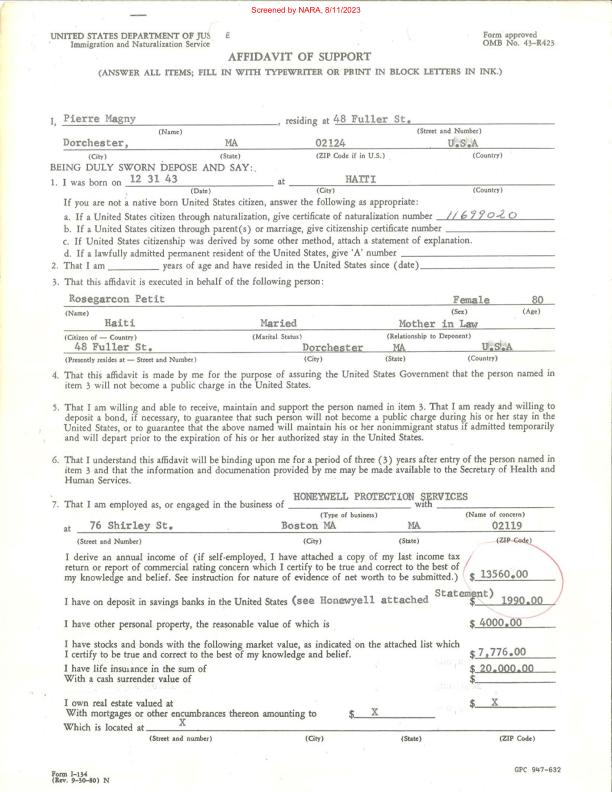 Screened by NARA, 8/11/2023
UNITED STATES DEPARTMENT OF JUS E
Immigration and Naturalization Service
Form approved
OMB No. 43-R423
AFFIDAVIT OF SUPPORT
(ANSWER ALL ITEMS; FILL IN WITH TYPEWRITER OR PRINT IN BLOCK LETTERS IN INK.)
I, Pierre Magny, residing at 48 Fuller St.
(Name) (Street and Number)
Dorchester, MA 02124 U.S.A
(City) (State) (ZIP Code if in U.S.) (Country)
BEING DULY SWORN DEPOSE AND SAY:
1. I was born on 12 31 43 at HAITI
(Date) (City) (Country)
If you are not a native born United States citizen, answer the following as appropriate:
a. If a United States citizen through naturalization, give certificate of naturalization number 11699020
b. If a United States citizen through parent(s) or marriage, give citizenship certificate number
c. If United States citizenship was derived by some other method, attach a statement of explanation.
d. If a lawfully admitted permanent resident of the United States, give 'A' number
2. That I am years of age and have resided in the United States since (date)
3. That this affidavit is executed in behalf of the following person:
Rosegarcon Petit Female 80
(Name) (Sex) (Age)
Haiti Maried Mother in Law
(Citizen of — Country) (Marital Status) (Relationship to Deponent)
48 Fuller St. Dorchester MA U.S.A
(Presently resides at — Street and Number) (City) (State) (Country)
4. That this affidavit is made by me for the purpose of assuring the United States Government that the person named in
item 3 will not become a public charge in the United States.
5. That I am willing and able to receive, maintain and support the person named in item 3. That I am ready and willing to
deposit a bond, if necessary, to guarantee that such person will not become a public charge during his or her stay in the
United States, or to guarantee that the above named will maintain his or her nonimmigrant status if admitted temporarily
and will depart prior to the expiration of his or her authorized stay in the United States.
6. That I understand this affidavit will be binding upon me for a period of three (3) years after entry of the person named in
item 3 and that the information and documenation provided by me may be made available to the Secretary of Health and
Human Services.
HONEYWELL PROTECTION SERVICES
7. That I am employed as, or engaged in the business of with
(Type of business) (Name of concern)
at 76 Shirley St. Boston MA MA 02119
(Street and Number) (City) (State) (ZIP Code)
I derive an annual income of (if self-employed, I have attached a copy of my last income tax
return or report of commercial rating concern which I certify to be true and correct to the best of
my knowledge and belief. See instruction for nature of evidence of net worth to be submitted.) $ 13560.00
I have on deposit in savings banks in the United States (see Honewyell attached Statement) $ 1990.00
I have other personal property, the reasonable value of which is $ 4000.00
I have stocks and bonds with the following market value, as indicated on the attached list which
I certify to be true and correct to the best of my knowledge and belief. $ 7,776.00
I have life insurance in the sum of $ 20.000.00
With a cash surrender value of $
I own real estate valued at $ X
With mortgages or other encumbrances thereon amounting to $ X
Which is located at X
(Street and number) (City) (State) (ZIP Code)
Form I-134
(Rev. 9-30-80) N
GPC 947-632